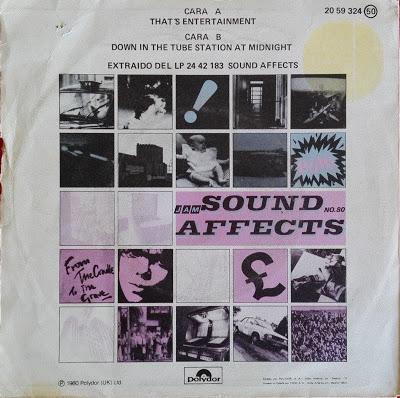 CARA A
THAT'S ENTERTAINMENT
20 59 324 50
CARA B
DOWN IN THE TUBE STATION AT MIDNIGHT
EXTRAIDO DEL LP 24 42 183 SOUND AFFECTS
!
JAM SOUND
NO.80
AFFECTS
From
The Cradle
To The
Grave
£
℗ 1980 Polydor (UK) Ltd.
Polydor